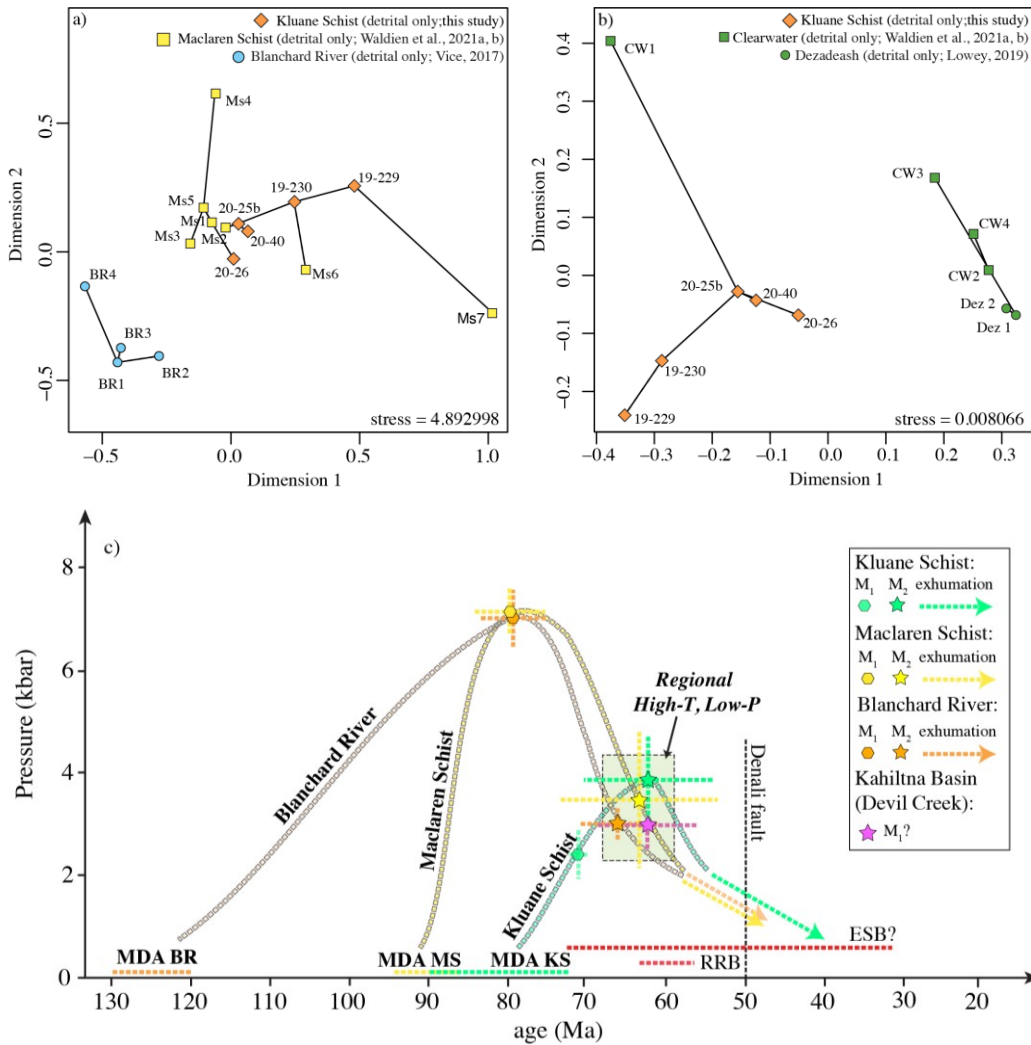 a)
Kluane Schist (detrital only;this study)
Maclaren Schist (detrital only; Waldien et al., 2021a, b)
Blanchard River (detrital only; Vice, 2017)
Dimension 2
0.5
0.0
−0.5
Ms4
Ms5
Ms1
Ms3
Ms2
20-25b
20-40
20-26
19-230
19-229
Ms6
Ms7
BR4
BR3
BR1
BR2
stress = 4.892998
−0.5
0.0
0.5
1.0
Dimension 1
b)
Kluane Schist (detrital only;this study)
Clearwater (detrital only; Waldien et al., 2021a, b)
Dezadeash (detrital only; Lowey, 2019)
Dimension 2
0.4
0.3
0.2
0.1
0.0
−0.1
−0.2
CW1
CW3
CW4
CW2
Dez 2
Dez 1
20-25b
20-40
20-26
19-230
19-229
stress = 0.008066
−0.4
−0.3
−0.2
−0.1
0.0
0.1
0.2
0.3
Dimension 1
c)
Pressure (kbar)
8
6
4
2
0
Blanchard River
Maclaren Schist
Kluane Schist
Regional
High-T, Low-P
Denali fault
MDA BR
MDA MS
MDA KS
RRB
ESB?
130
120
110
100
90
80
70
60
50
40
30
20
age (Ma)
Kluane Schist:
M1 M2 exhumation
Maclaren Schist:
M1 M2 exhumation
Blanchard River:
M1 M2 exhumation
Kahiltna Basin
(Devil Creek):
M1?